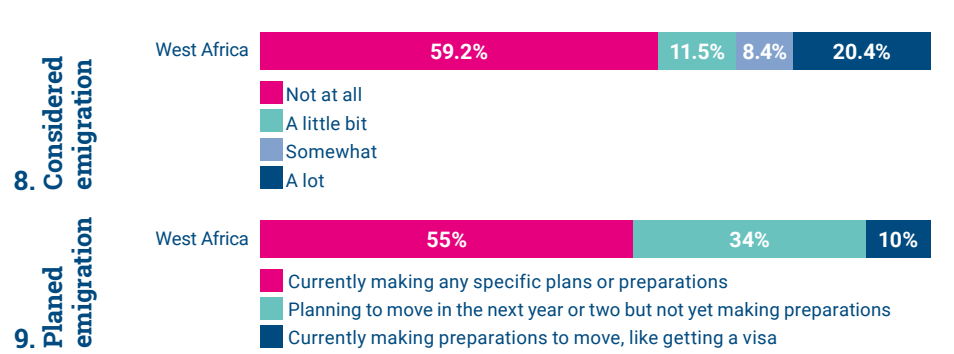 8. Considered
emigration
West Africa 59.2% 11.5% 8.4% 20.4%
Not at all
A little bit
Somewhat
A lot
9. Planed
emigration
West Africa 55% 34% 10%
Currently making any specific plans or preparations
Planning to move in the next year or two but not yet making preparations
Currently making preparations to move, like getting a visa